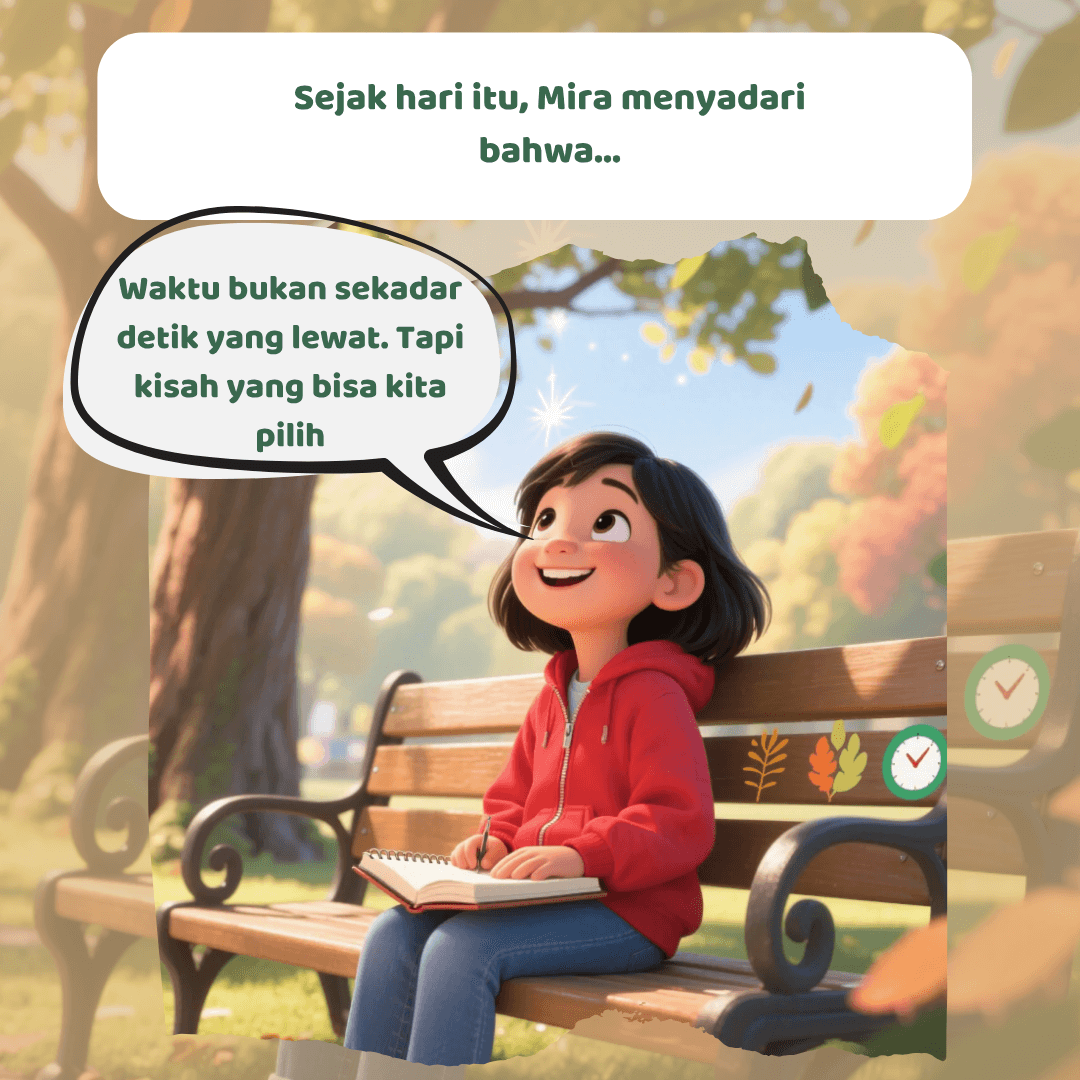 Sejak hari itu, Mira menyadari
bahwa...
Waktu bukan sekadar
detik yang lewat. Tapi
kisah yang bisa kita
pilih